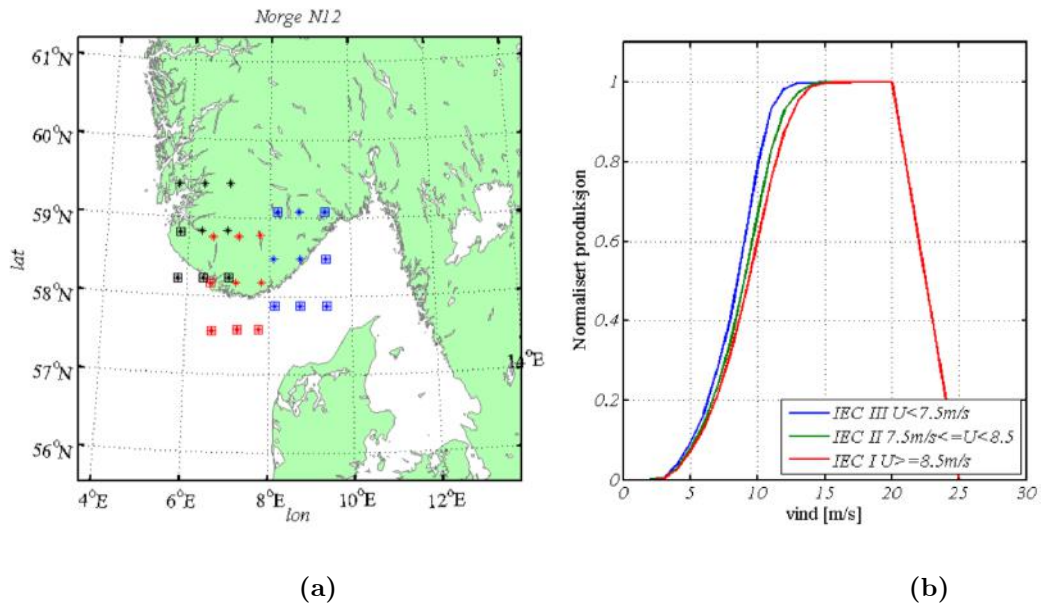 Norge N12
61°N
60°N
59°N
58°N
57°N
56°N
lat
4°E
6°E
8°E
10°E
12°E
14°E
lon
1
0.8
0.6
0.4
0.2
0
Normalisert produksjon
IEC III U<7.5m/s
IEC II 7.5m/s<=U<8.5
IEC I U>=8.5m/s
0
5
10
15
20
25
30
vind [m/s]
(a)
(b)